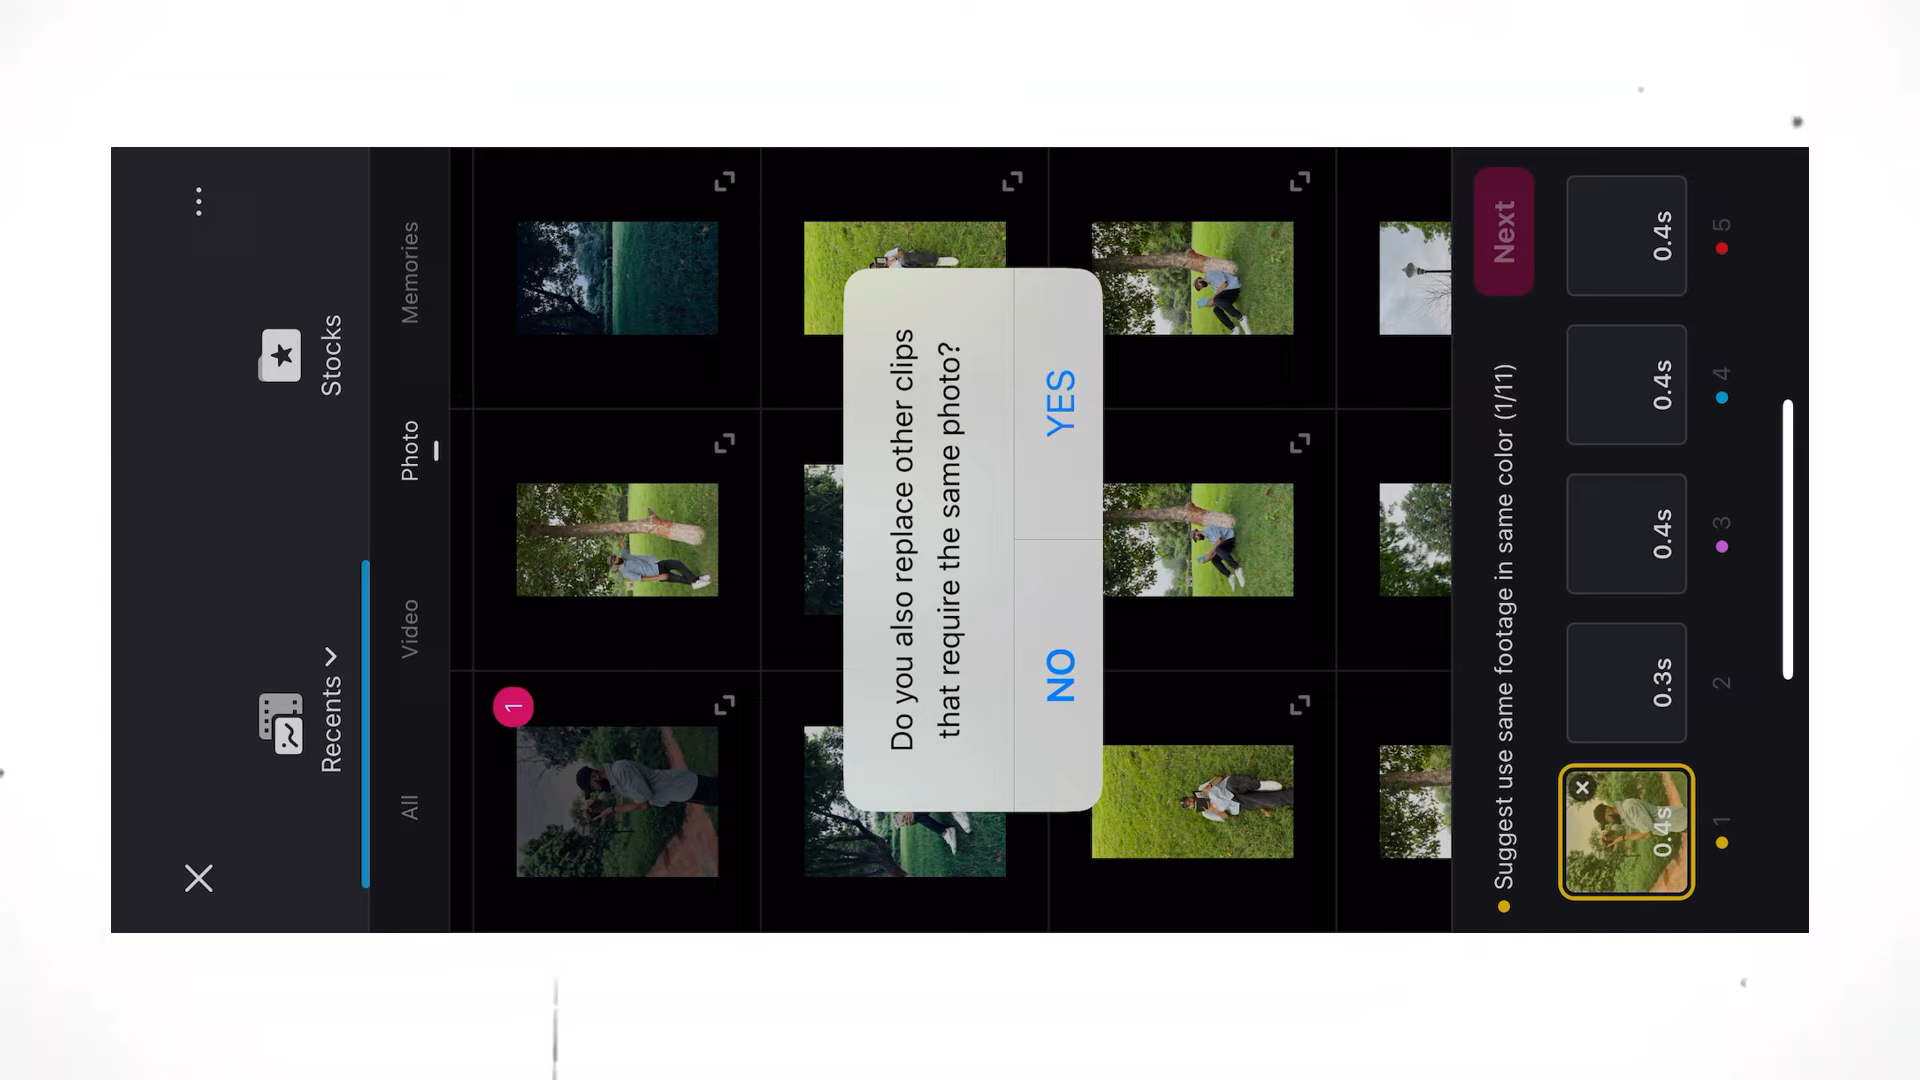 Recents
Stocks
All
Video
Photo
Memories
1
Do you also replace other clips
that require the same photo?
NO
YES
Suggest use same footage in same color (1/11)
Next
0.4s
0.3s
0.4s
0.4s
0.4s
1
2
3
4
5